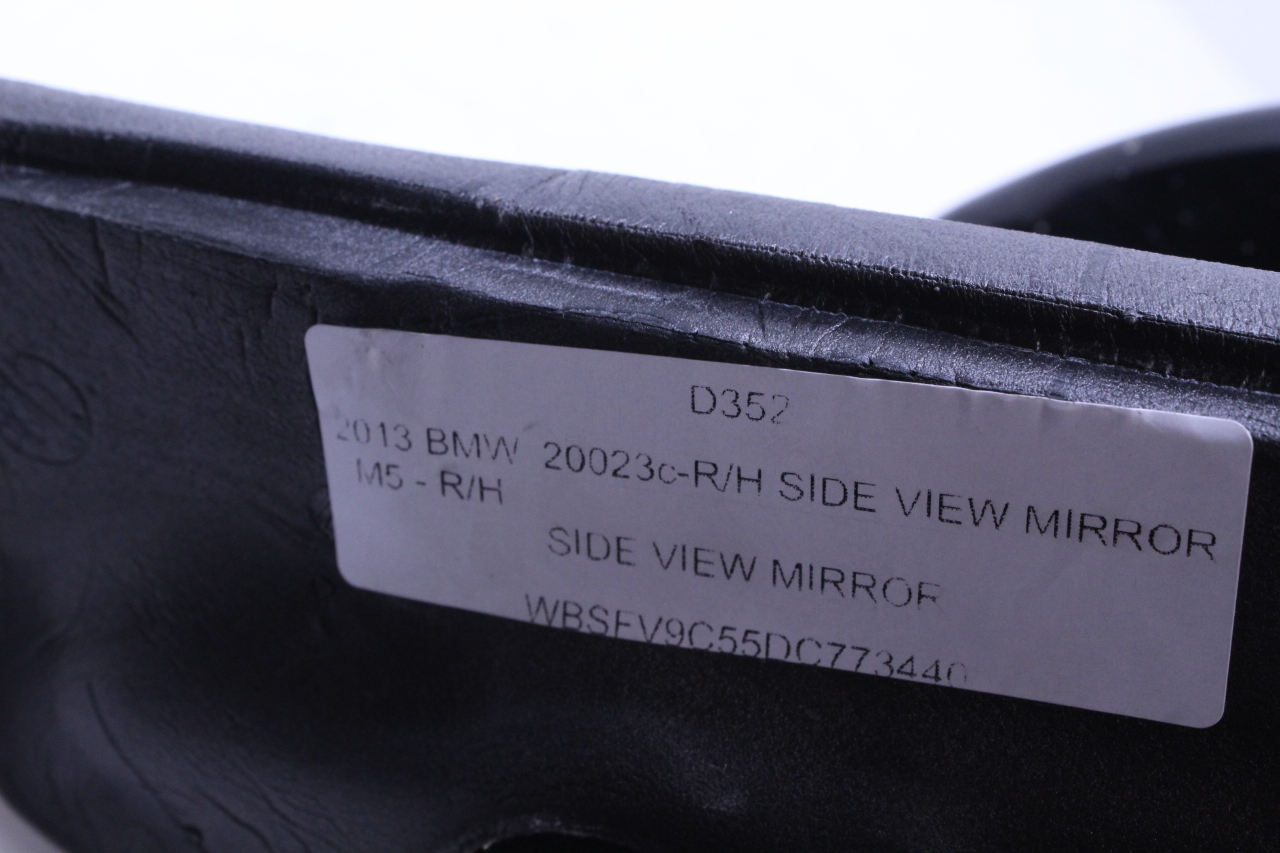 D352
2013 BMW
M5 - R/H
20023c-R/H SIDE VIEW MIRROR
SIDE VIEW MIRROR
WBSFV9C55DC773440